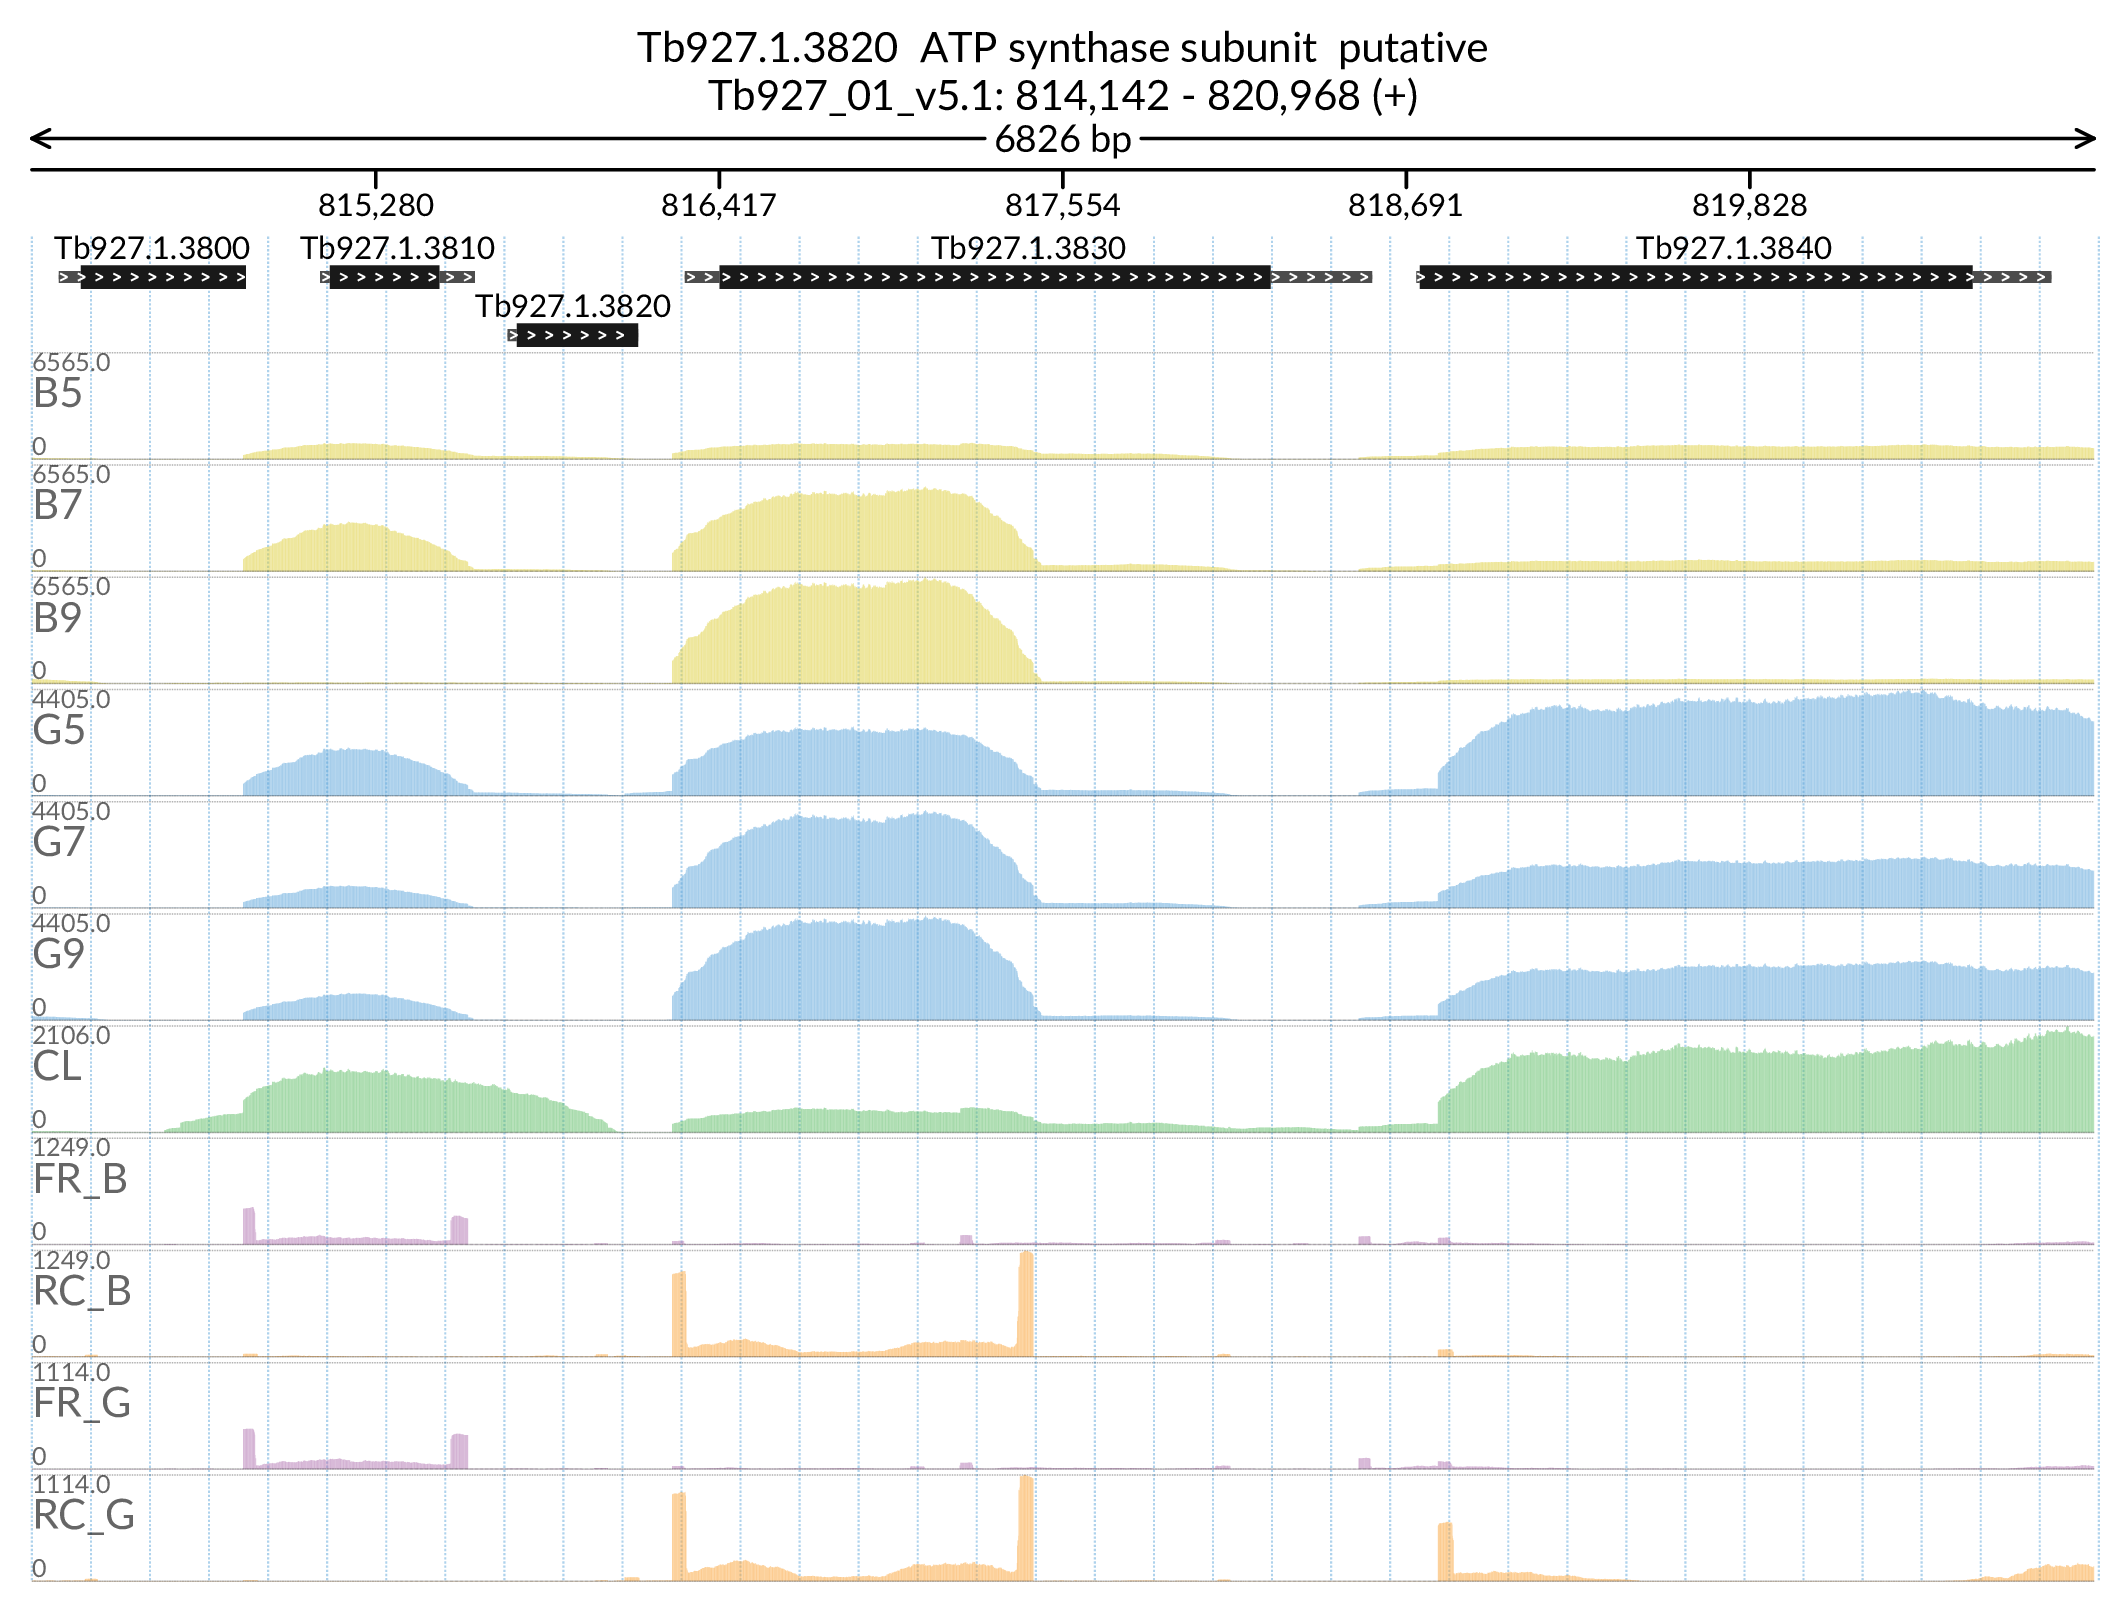 Tb927.1.3820  ATP synthase subunit  putative
Tb927_01_v5.1: 814,142 - 820,968 (+)
6826 bp
815,280 816,417 817,554 818,691 819,828
Tb927.1.3800 Tb927.1.3810 Tb927.1.3830 Tb927.1.3840
Tb927.1.3820
6565.0
B5
0
6565.0
B7
0
6565.0
B9
0
4405.0
G5
0
4405.0
G7
0
4405.0
G9
0
2106.0
CL
0
1249.0
FR_B
0
1249.0
RC_B
0
1114.0
FR_G
0
1114.0
RC_G
0